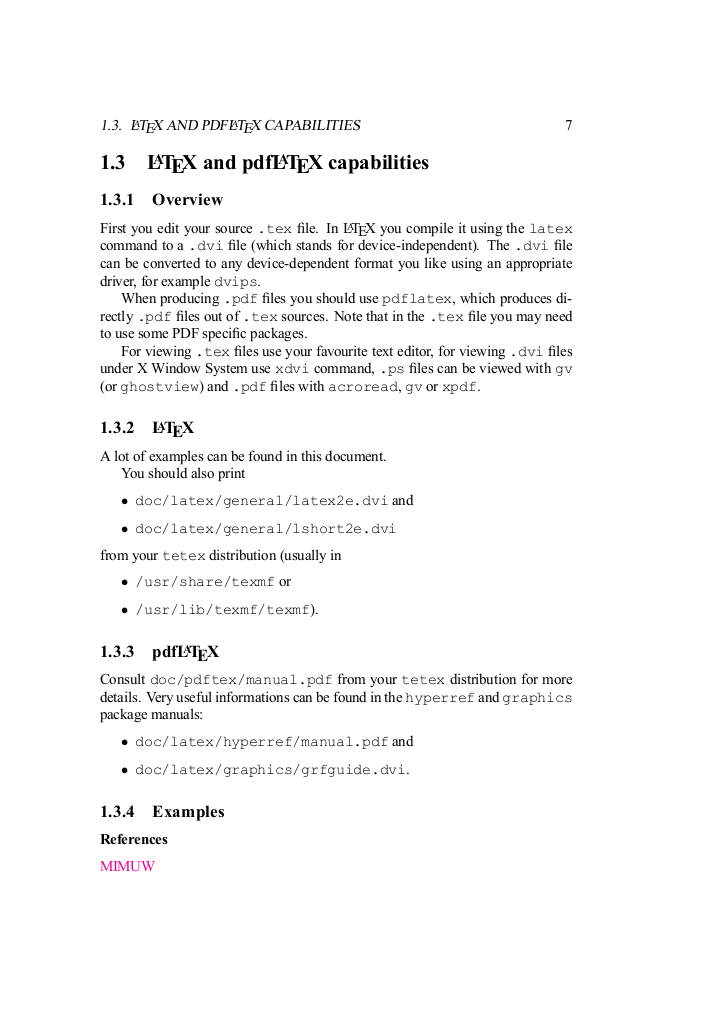 1.3. LATEX AND PDFLATEX CAPABILITIES 7
1.3 LATEX and pdfLATEX capabilities
1.3.1 Overview
First you edit your source .tex file. In LATEX you compile it using the latex
command to a .dvi file (which stands for device-independent). The .dvi file
can be converted to any device-dependent format you like using an appropriate
driver, for example dvips.
When producing .pdf files you should use pdflatex, which produces di-
rectly .pdf files out of .tex sources. Note that in the .tex file you may need
to use some PDF specific packages.
For viewing .tex files use your favourite text editor, for viewing .dvi files
under X Window System use xdvi command, .ps files can be viewed with gv
(or ghostview) and .pdf files with acroread, gv or xpdf.
1.3.2 LATEX
A lot of examples can be found in this document.
You should also print
• doc/latex/general/latex2e.dvi and
• doc/latex/general/lshort2e.dvi
from your tetex distribution (usually in
• /usr/share/texmf or
• /usr/lib/texmf/texmf).
1.3.3 pdfLATEX
Consult doc/pdftex/manual.pdf from your tetex distribution for more
details. Very useful informations can be found in the hyperref and graphics
package manuals:
• doc/latex/hyperref/manual.pdf and
• doc/latex/graphics/grfguide.dvi.
1.3.4 Examples
References
MIMUW